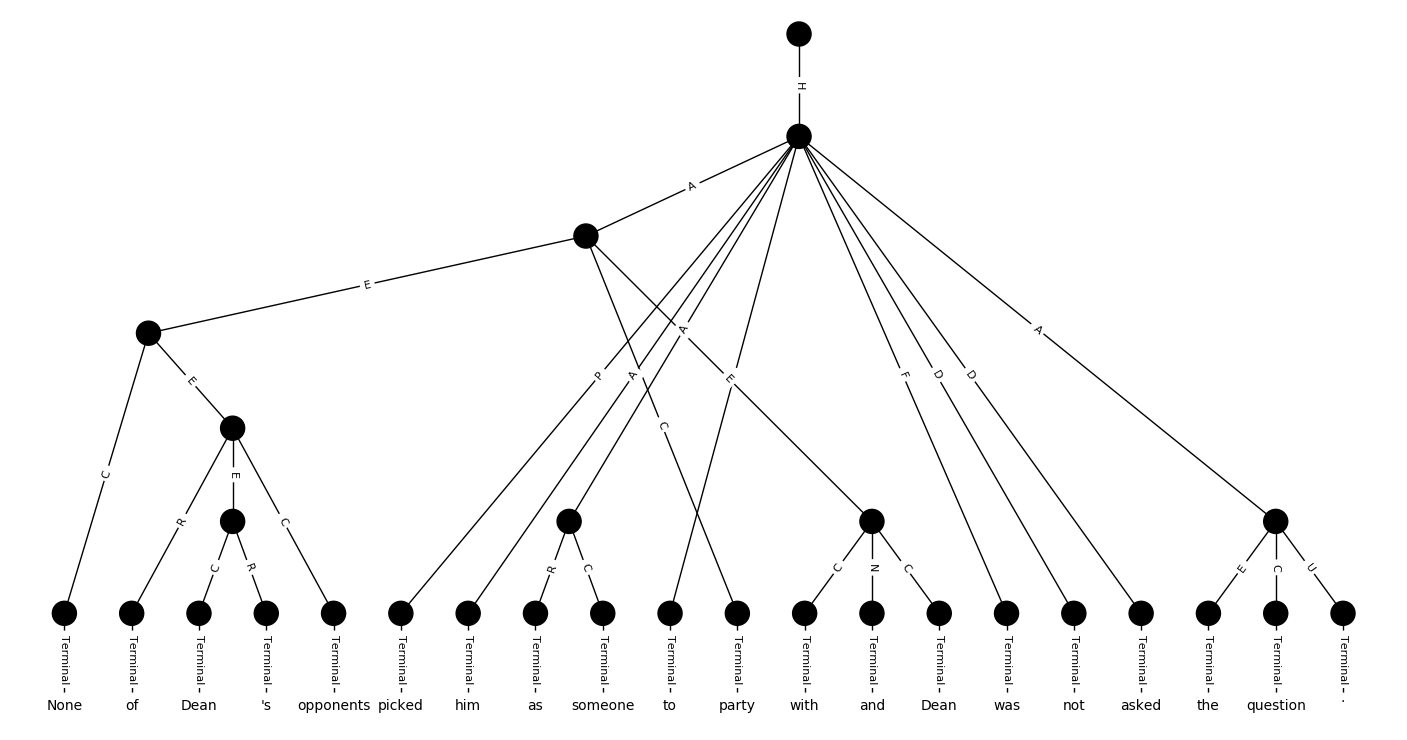 H
A
E
E
A
A
P
A
E
D
D
F
C
C
E
R
C
C
R
R
C
C
N
C
E
C
U
Terminal Terminal Terminal Terminal Terminal Terminal Terminal Terminal Terminal Terminal Terminal Terminal Terminal Terminal Terminal Terminal Terminal Terminal Terminal Terminal
None of Dean 's opponents picked him as someone to party with and Dean was not asked the question .